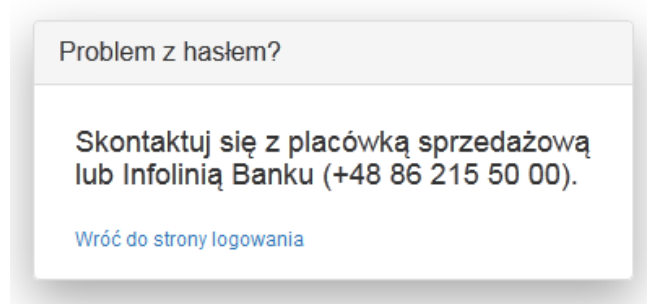 Problem z hasłem?
Skontaktuj się z placówką sprzedażową
lub Infolinią Banku (+48 86 215 50 00).
Wróć do strony logowania